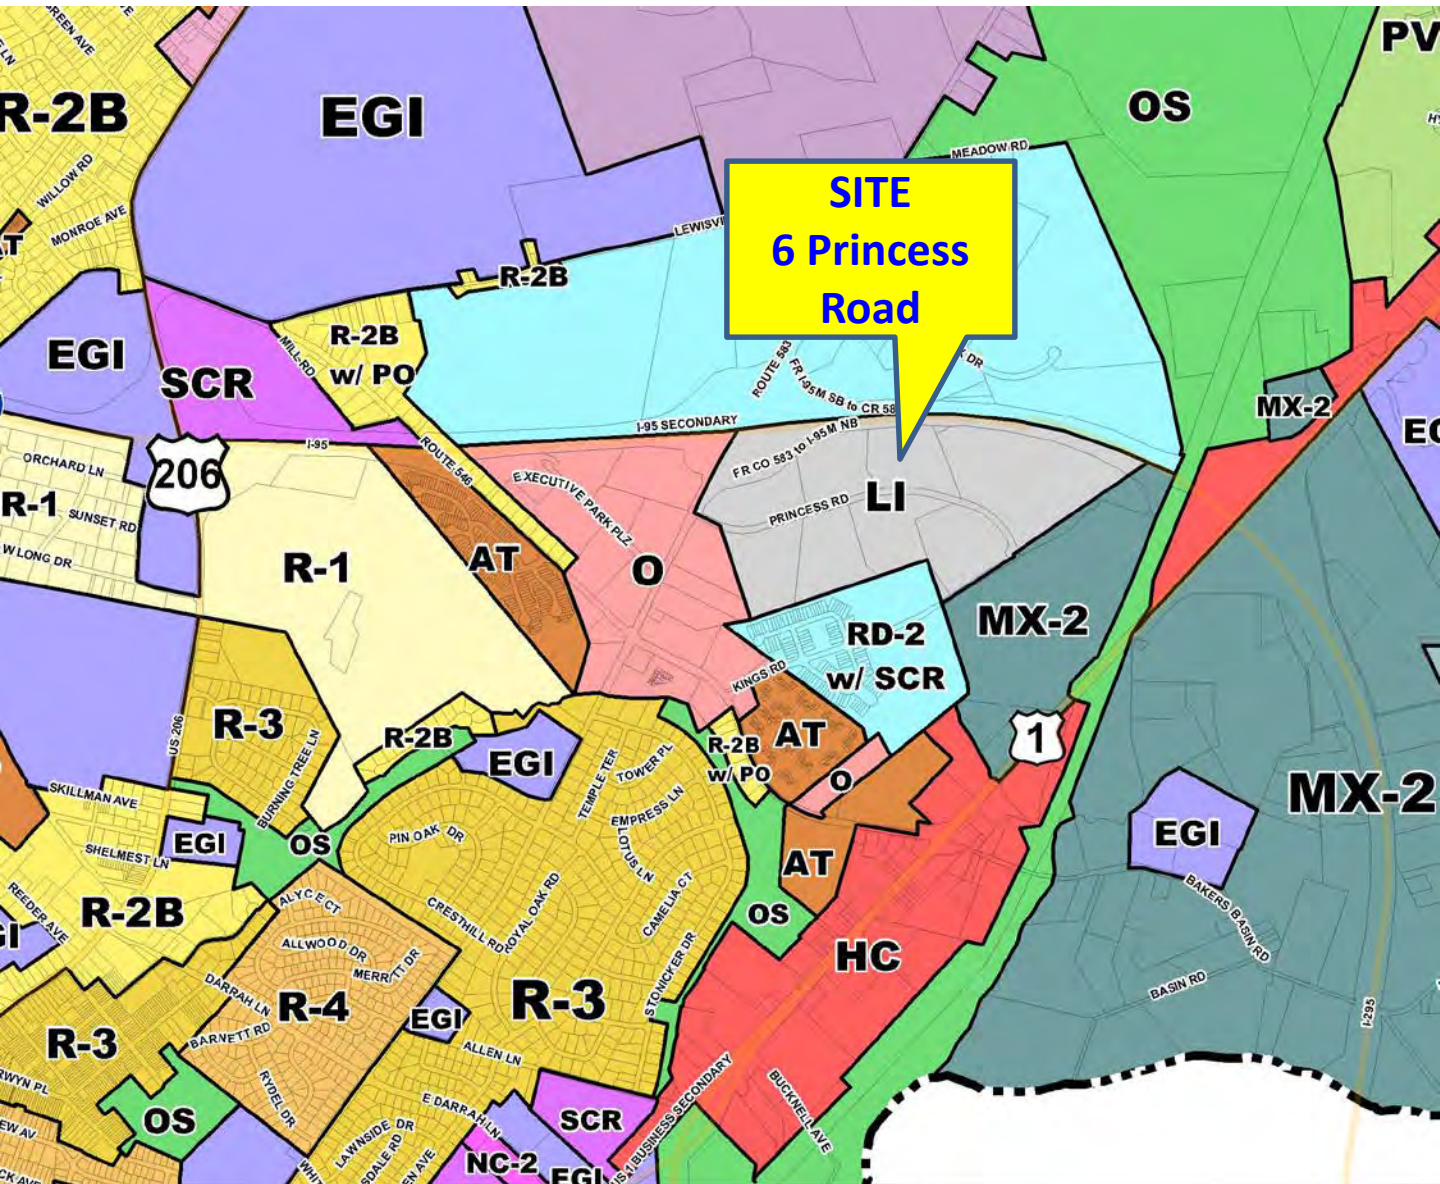 GREEN AVE
PV
R-2B
EGI
OS
WILLOW RD
MONROE AVE
MEADOW RD
SITE
6 Princess
Road
R-2B
EGI
SCR
MILL RD
R-2B
w/ PO
ROUTE 583
FR I-95M SB to CR 58
DR
MX-2
I-95 SECONDARY
I-95
ROUTE 546
FR CO 583 to I-95M NB
206
ORCHARD LN
R-1
SUNSET RD
W LONG DR
EXECUTIVE PARK PLZ
PRINCESS RD
LI
R-1
AT
O
MX-2
RD-2
w/ SCR
KINGS RD
US 206
R-3
BURNING TREE LN
R-2B
EGI
TEMPLE TER
TOWER PL
R-2B
w/ PO
AT
O
1
MX-2
SKILLMAN AVE
EMPRESS LN
LOTUS LN
PIN OAK DR
EGI
OS
EGI
SHELMEST LN
AT
REEDER AVE
R-2B
ALYCE CT
CRESTHILL RD
ROYAL OAK RD
CAMELIA CT
OS
BAKERS BASIN RD
ALLWOOD DR
MERRITT DR
STONICKER DR
HC
BASIN RD
DARRAH LN
R-4
R-3
EGI
I-295
BARNETT RD
R-3
ALLEN LN
RYDEL DR
OS
E DARRAH LN
SCR
US 1 BUSINESS SECONDARY
BUCKNELL AVE
LAWNSIDE DR
NC-2
EGI